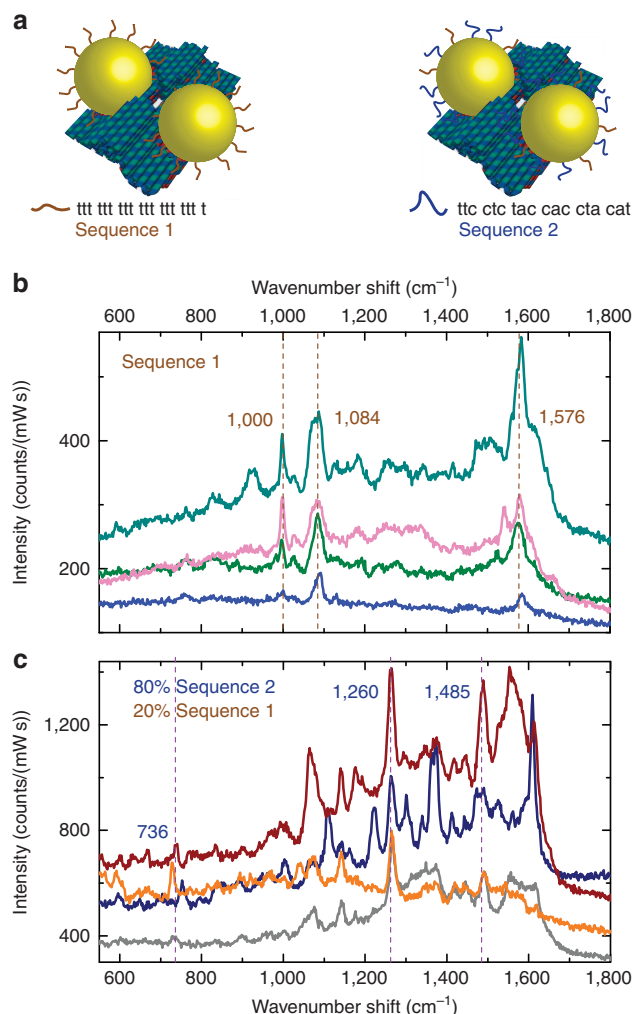 a
ttt ttt ttt ttt ttt ttt t
Sequence 1
ttc ctc tac cac cta cat
Sequence 2
b
Wavenumber shift (cm⁻¹)
600 800 1,000 1,200 1,400 1,600 1,800
Sequence 1
1,000
1,084
1,576
Intensity (counts/(mW s))
400
200
c
80% Sequence 2
20% Sequence 1
1,260
1,485
736
Intensity (counts/(mW s))
1,200
800
400
600 800 1,000 1,200 1,400 1,600 1,800
Wavenumber shift (cm⁻¹)